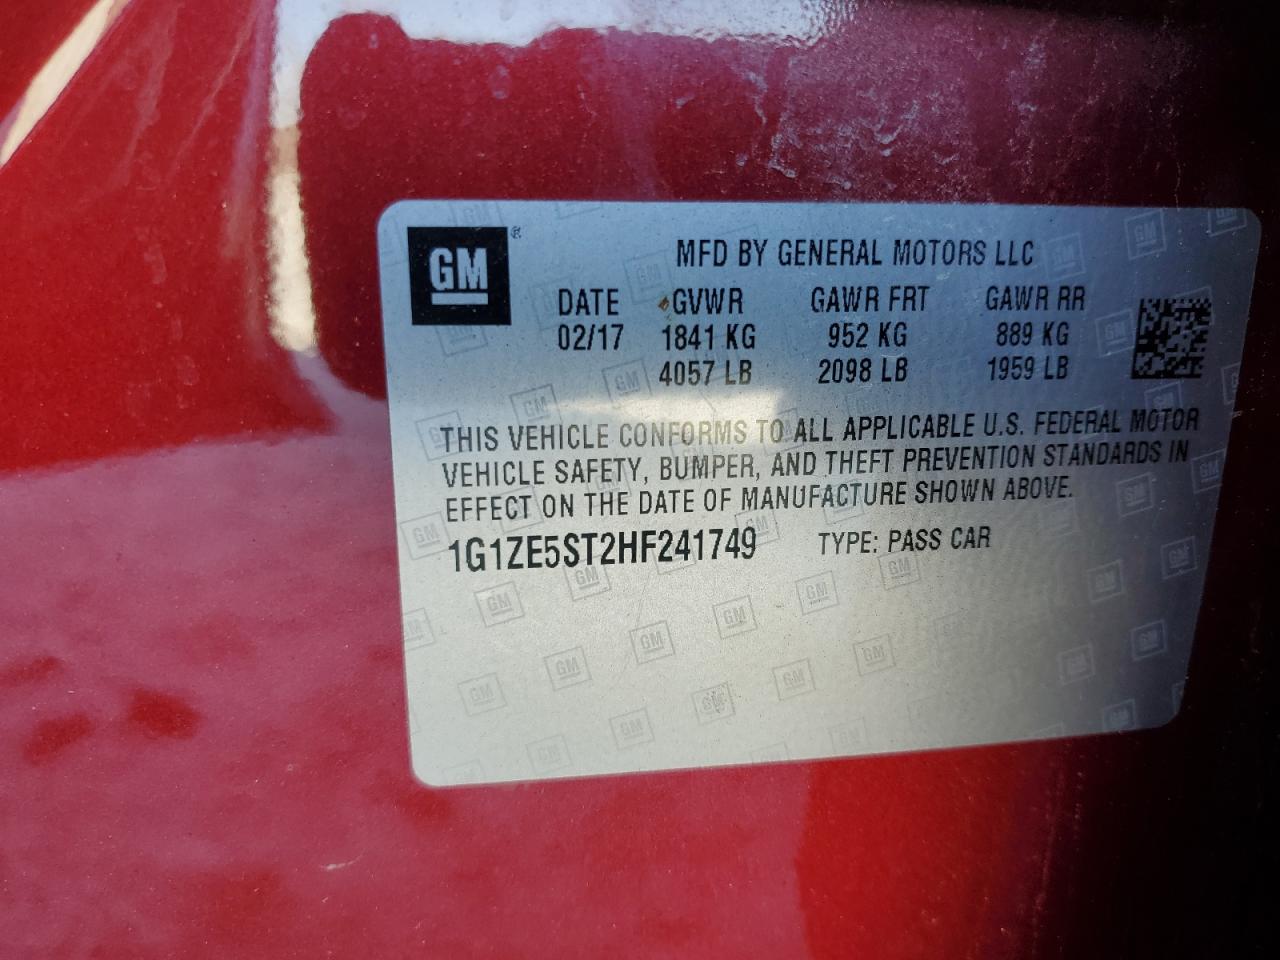 GM®
MFD BY GENERAL MOTORS LLC
DATE GVWR GAWR FRT GAWR RR
02/17 1841 KG 952 KG 889 KG
4057 LB 2098 LB 1959 LB
THIS VEHICLE CONFORMS TO ALL APPLICABLE U.S. FEDERAL MOTOR
VEHICLE SAFETY, BUMPER, AND THEFT PREVENTION STANDARDS IN
EFFECT ON THE DATE OF MANUFACTURE SHOWN ABOVE.
1G1ZE5ST2HF241749 TYPE: PASS CAR